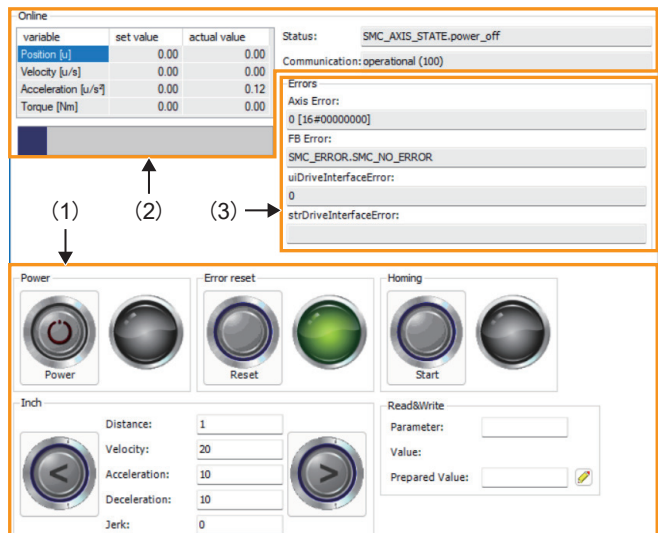 Online
variable set value actual value
Position [u] 0.00 0.00
Velocity [u/s] 0.00 0.00
Acceleration [u/s²] 0.00 0.12
Torque [Nm] 0.00 0.00
Status: SMC_AXIS_STATE.power_off
Communication: operational (100)
Errors
Axis Error:
0 [16#00000000]
FB Error:
SMC_ERROR.SMC_NO_ERROR
uiDriveInterfaceError:
0
strDriveInterfaceError:
(1) (2) (3)
Power Error reset Homing
Power Reset Start
Inch
Distance: 1
Velocity: 20
Acceleration: 10
Deceleration: 10
Jerk: 0
< >
Read&Write
Parameter:
Value:
Prepared Value: